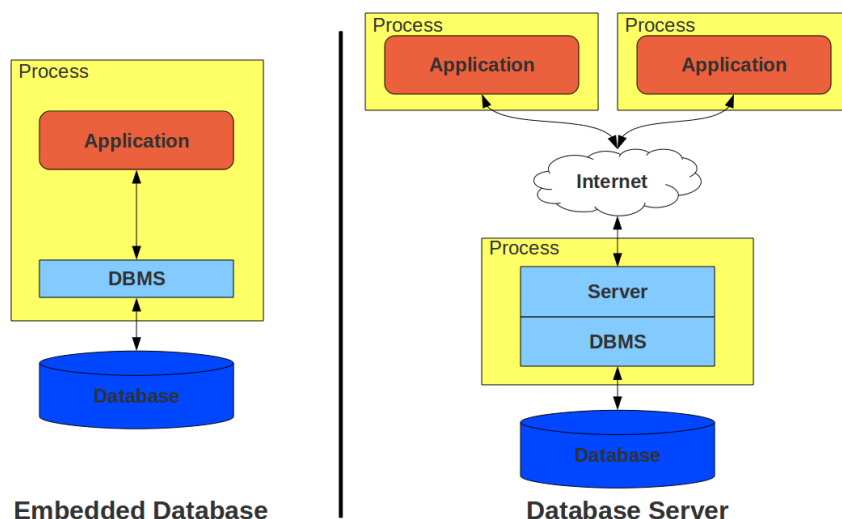 Process
Application
DBMS
Database
Embedded Database
Process
Application
Process
Application
Internet
Process
Server
DBMS
Database
Database Server